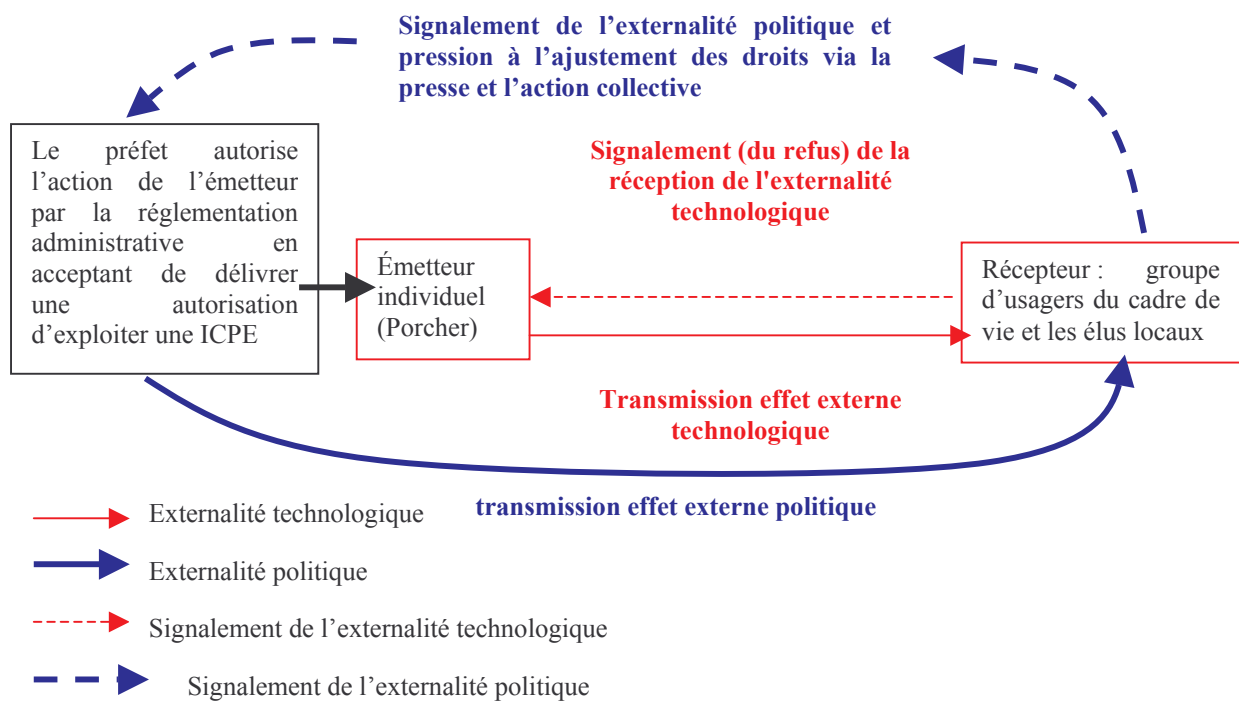 Signalement de l’externalité politique et
pression à l’ajustement des droits via la
presse et l’action collective
Le préfet autorise
l’action de l’émetteur
par la réglementation
administrative en
acceptant de délivrer
une autorisation
d’exploiter une ICPE
Signalement (du refus) de la
réception de l'externalité
technologique
Émetteur
individuel
(Porcher)
Récepteur : groupe
d’usagers du cadre de
vie et les élus locaux
Transmission effet externe
technologique
transmission effet externe politique
Externalité technologique
Externalité politique
Signalement de l’externalité technologique
Signalement de l’externalité politique